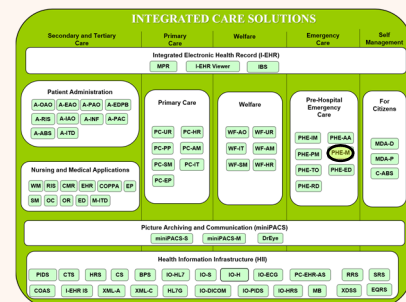 INTEGRATED CARE SOLUTIONS
Secondary and Tertiary Care
Primary Care
Welfare
Emergency Care
Self Management
Integrated Electronic Health Record (I-EHR)
MPR I-EHR Viewer IBS
Patient Administration
A-OAO A-EAO A-PAO A-EDPB
A-RIS A-IAO A-INF A-PAC
A-ABS A-ITD
Nursing and Medical Applications
WM RIS CMR EHR COPPA EP
SM OC OR ED M-ITD
Primary Care
PC-UR PC-HR
PC-PP PC-AM
PC-SM PC-IT
PC-EP
Welfare
WF-AO WF-UR
WF-IT WF-AM
WF-SM WF-HR
Pre-Hospital Emergency Care
PHE-IM PHE-AA
PHE-PM PHE-M
PHE-TO PHE-ED
PHE-RD
For Citizens
MDA-D
MDA-P
C-ABS
Picture Archiving and Communication (miniPACS)
miniPACS-S miniPACS-M DrEye
Health Information Infrastructure (HII)
PIDS CTS HRS CS BPS IO-HL7 IO-S IO-H IO-ECG PC-EHR-AS RRS SRS
COAS I-EHR IS XML-A XML-C HL7G IO-DICOM IO-PIDS IO-HRS MB XDSS EQRS